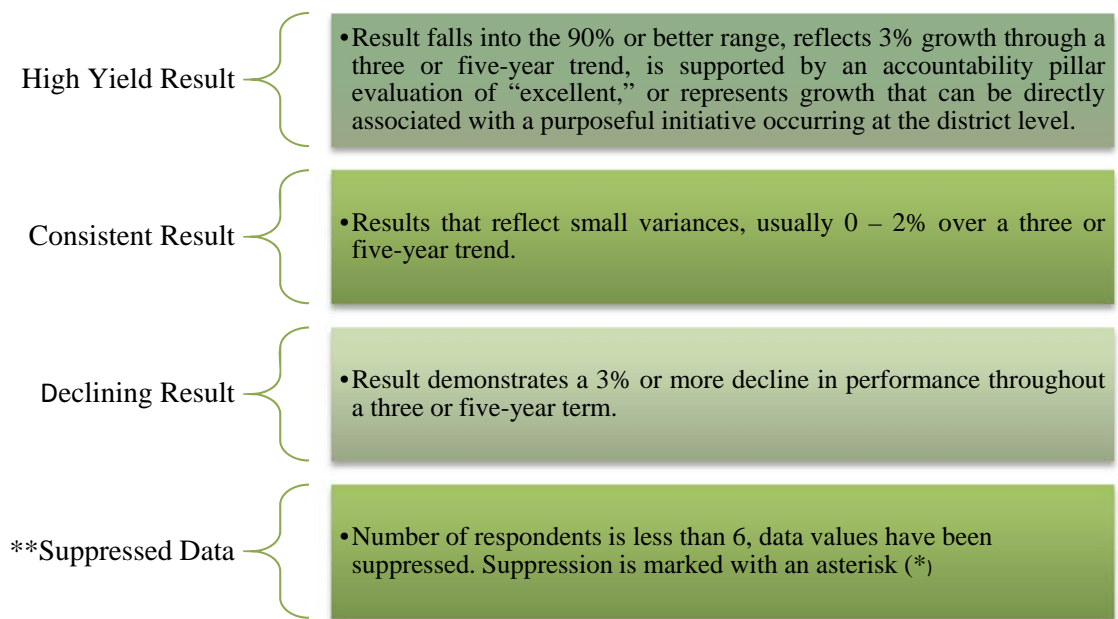 High Yield Result
•Result falls into the 90% or better range, reflects 3% growth through a
three or five-year trend, is supported by an accountability pillar
evaluation of “excellent,” or represents growth that can be directly
associated with a purposeful initiative occurring at the district level.
Consistent Result
•Results that reflect small variances, usually 0 – 2% over a three or
five-year trend.
Declining Result
•Result demonstrates a 3% or more decline in performance throughout
a three or five-year term.
**Suppressed Data
•Number of respondents is less than 6, data values have been
suppressed. Suppression is marked with an asterisk (*)